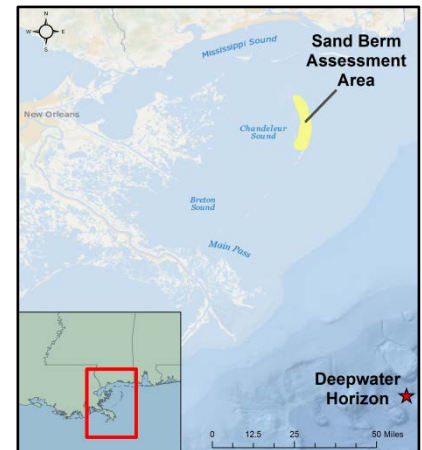 N
W E
S
Mississippi Sound
Sand Berm
Assessment
Area
New Orleans
Chandeleur
Sound
Breton
Sound
Main Pass
Deepwater
Horizon
0 12.5 25 50 Miles